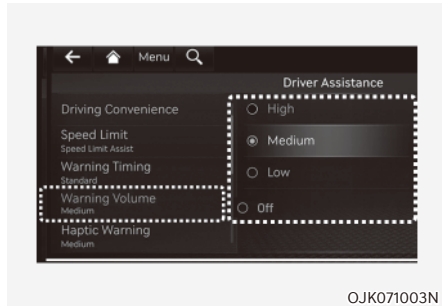 Menu
Driver Assistance
Driving Convenience
Speed Limit
Speed Limit Assist
Warning Timing
Standard
Warning Volume
Medium
Haptic Warning
Medium
High
Medium
Low
Off
OJK071003N